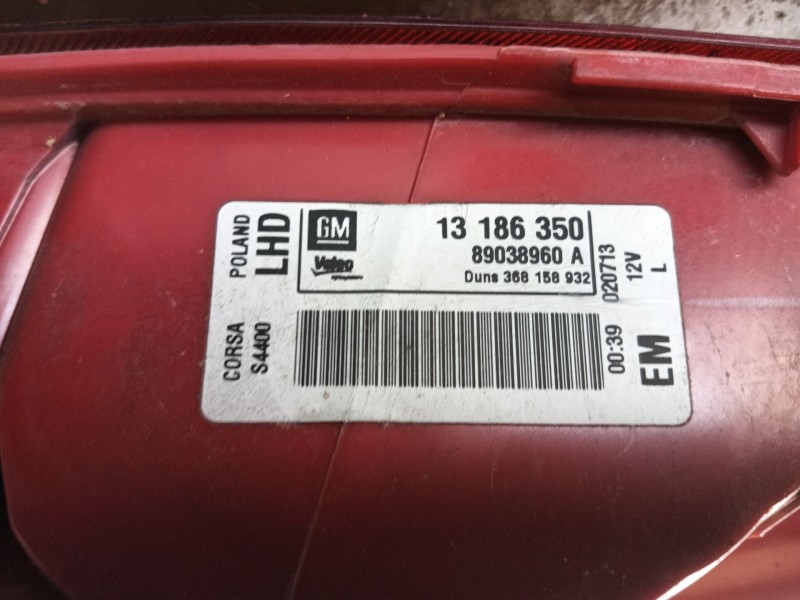 GM
Valeo
13 186 350
89038960 A
Duns 368 158 932
POLAND
LHD
CORSA
S4400
020713
12V
L
00:39
EM